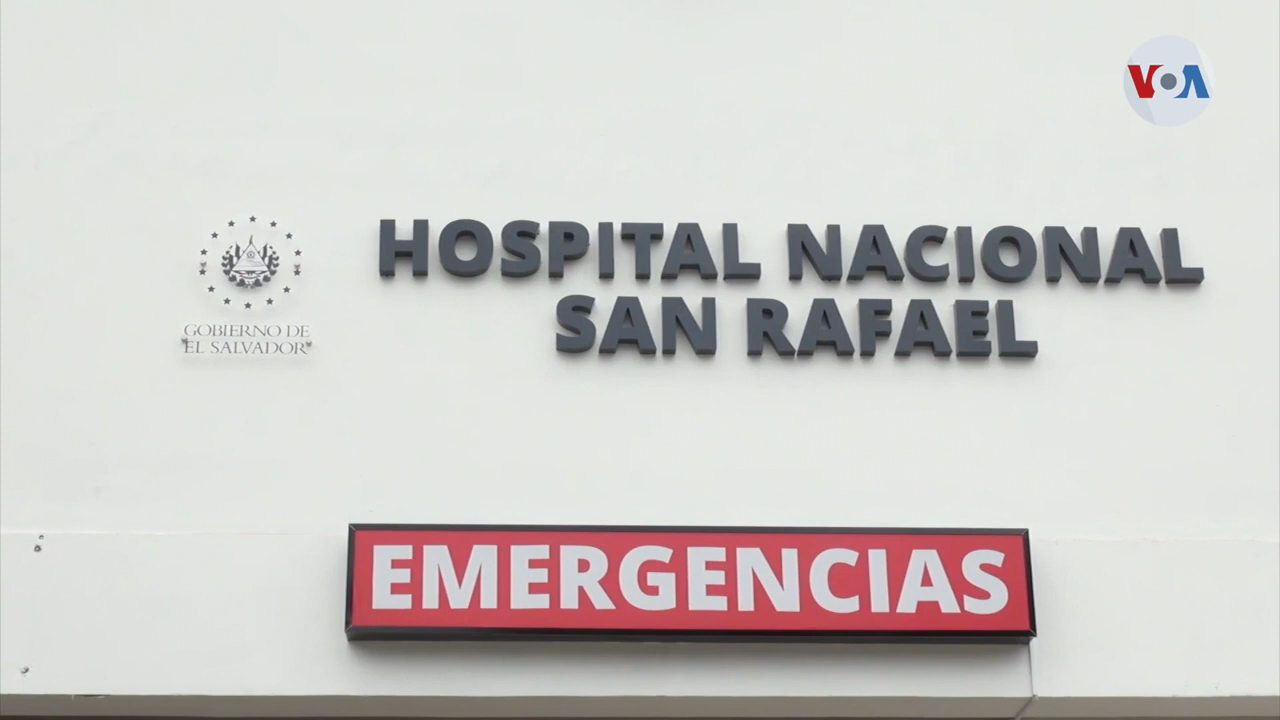 VOA
HOSPITAL NACIONAL
SAN RAFAEL
GOBIERNO DE
EL SALVADOR
EMERGENCIAS